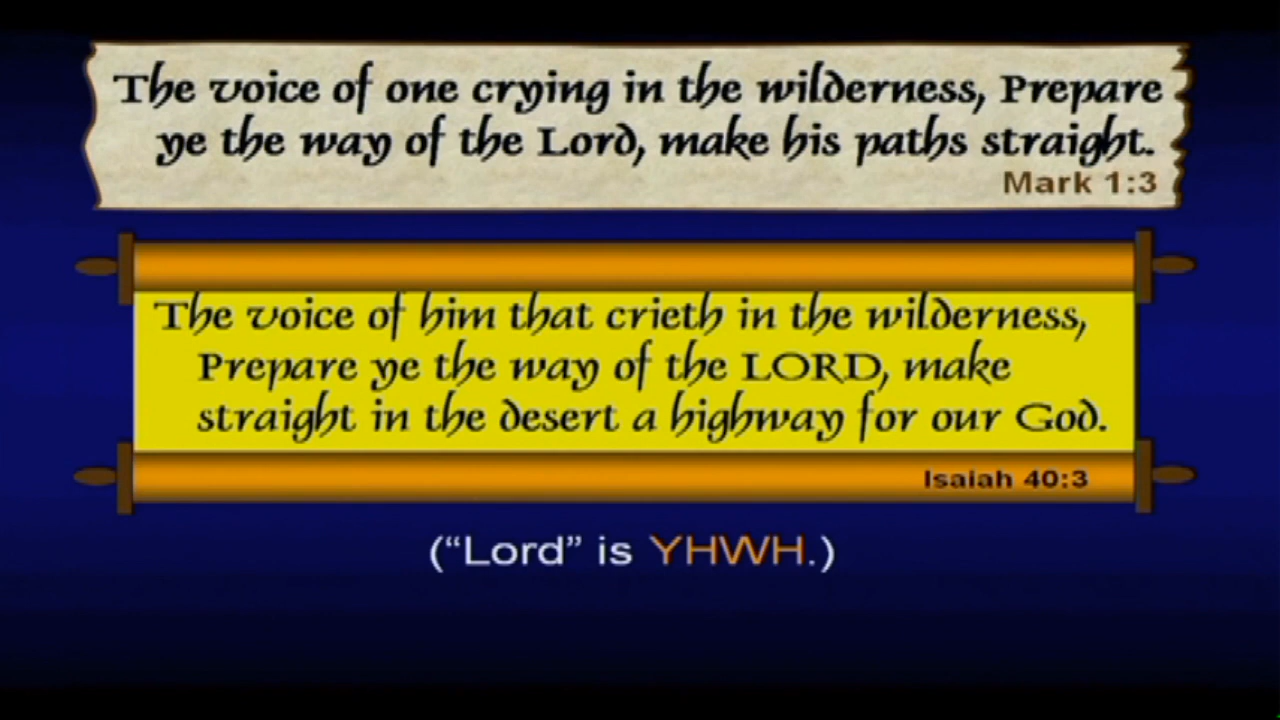 The voice of one crying in the wilderness, Prepare
ye the way of the Lord, make his paths straight.
Mark 1:3
The voice of him that crieth in the wilderness,
Prepare ye the way of the LORD, make
straight in the desert a highway for our God.
Isaiah 40:3
(“Lord” is YHWH.)